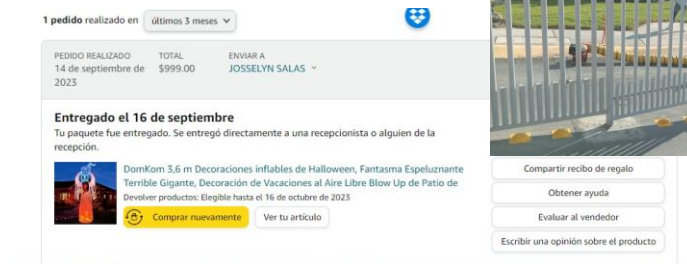 1 pedido realizado en últimos 3 meses
PEDIDO REALIZADO TOTAL ENVIAR A
14 de septiembre de $999.00 JOSSELYN SALAS
2023
Entregado el 16 de septiembre
Tu paquete fue entregado. Se entregó directamente a una recepcionista o alguien de la
recepción.
DomKom 3,6 m Decoraciones inflables de Halloween, Fantasma Espeluznante
Terrible Gigante, Decoración de Vacaciones al Aire Libre Blow Up de Patio de
Devolver productos: Elegible hasta el 16 de octubre de 2023
Comprar nuevamente Ver tu artículo
Compartir recibo de regalo
Obtener ayuda
Evaluar al vendedor
Escribir una opinión sobre el producto